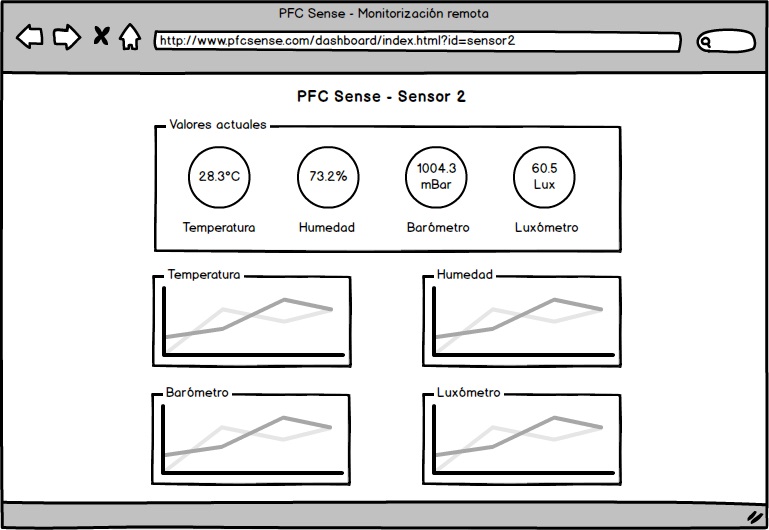 PFC Sense - Monitorización remota
http://www.pfcsense.com/dashboard/index.html?id=sensor2
PFC Sense - Sensor 2
Valores actuales
28.3°C
73.2%
1004.3
mBar
60.5
Lux
Temperatura
Humedad
Barómetro
Luxómetro
Temperatura
Humedad
Barómetro
Luxómetro